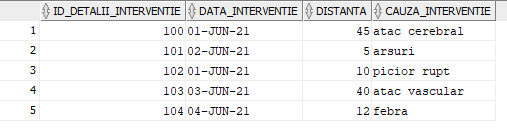 ID_DETALII_INTERVENTIE DATA_INTERVENTIE DISTANTA CAUZA_INTERVENTIE
1 100 01-JUN-21 45 atac cerebral
2 101 02-JUN-21 5 arsuri
3 102 01-JUN-21 10 picior rupt
4 103 03-JUN-21 40 atac vascular
5 104 04-JUN-21 12 febra